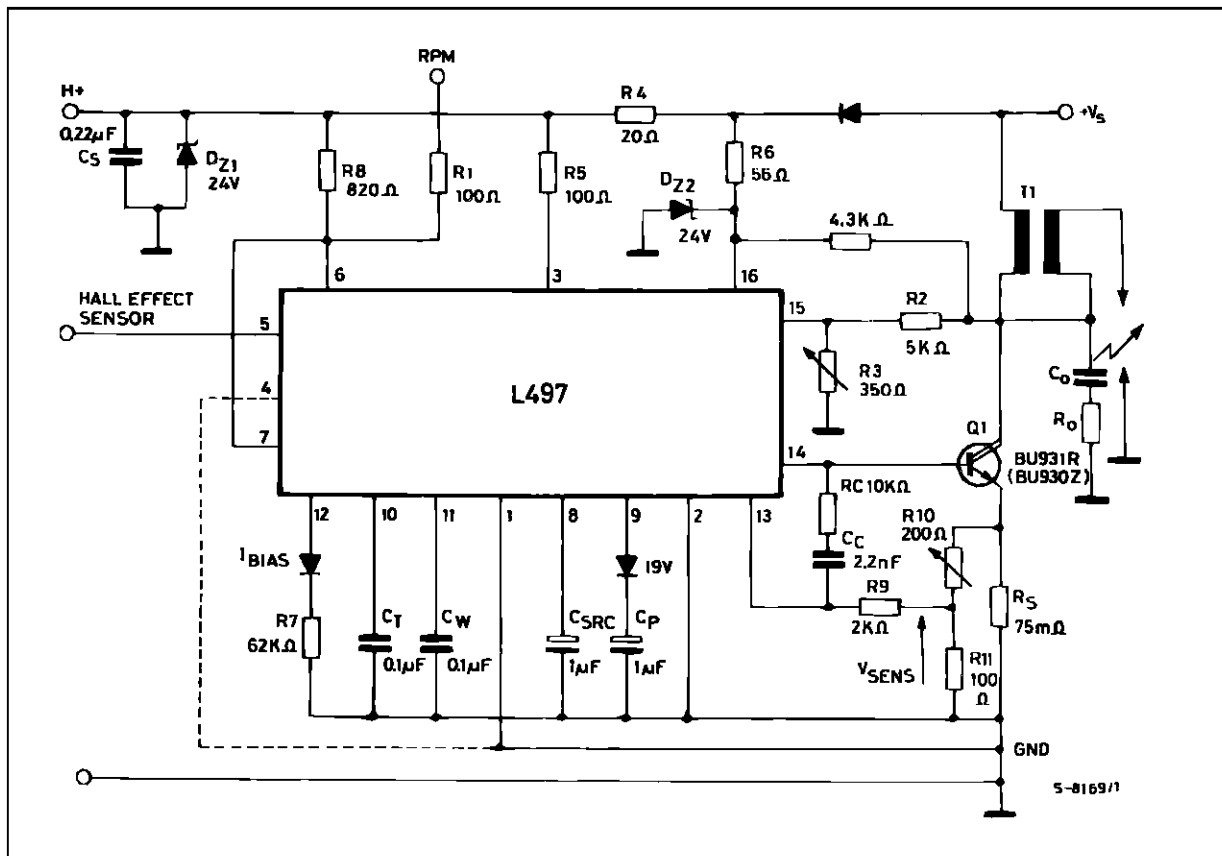 RPM
H+
0.22µF
CS
DZ1
24V
R8
820Ω
R1
100Ω
R5
100Ω
R4
20Ω
R6
56Ω
+Vs
DZ2
24V
4.3KΩ
T1
6
3
16
HALL EFFECT
SENSOR
5
4
7
L497
15
R2
5KΩ
R3
350Ω
Co
Ro
Q1
BU931R
(BU930Z)
14
RC10KΩ
CC
2.2nF
12
10
11
1
8
9
2
13
R10
200Ω
IBIAS
19V
R7
62KΩ
CT
0.1µF
CW
0.1µF
CSRC
1µF
CP
1µF
R9
2KΩ
VSENS
R11
100
Ω
RS
75mΩ
GND
S-8169/1